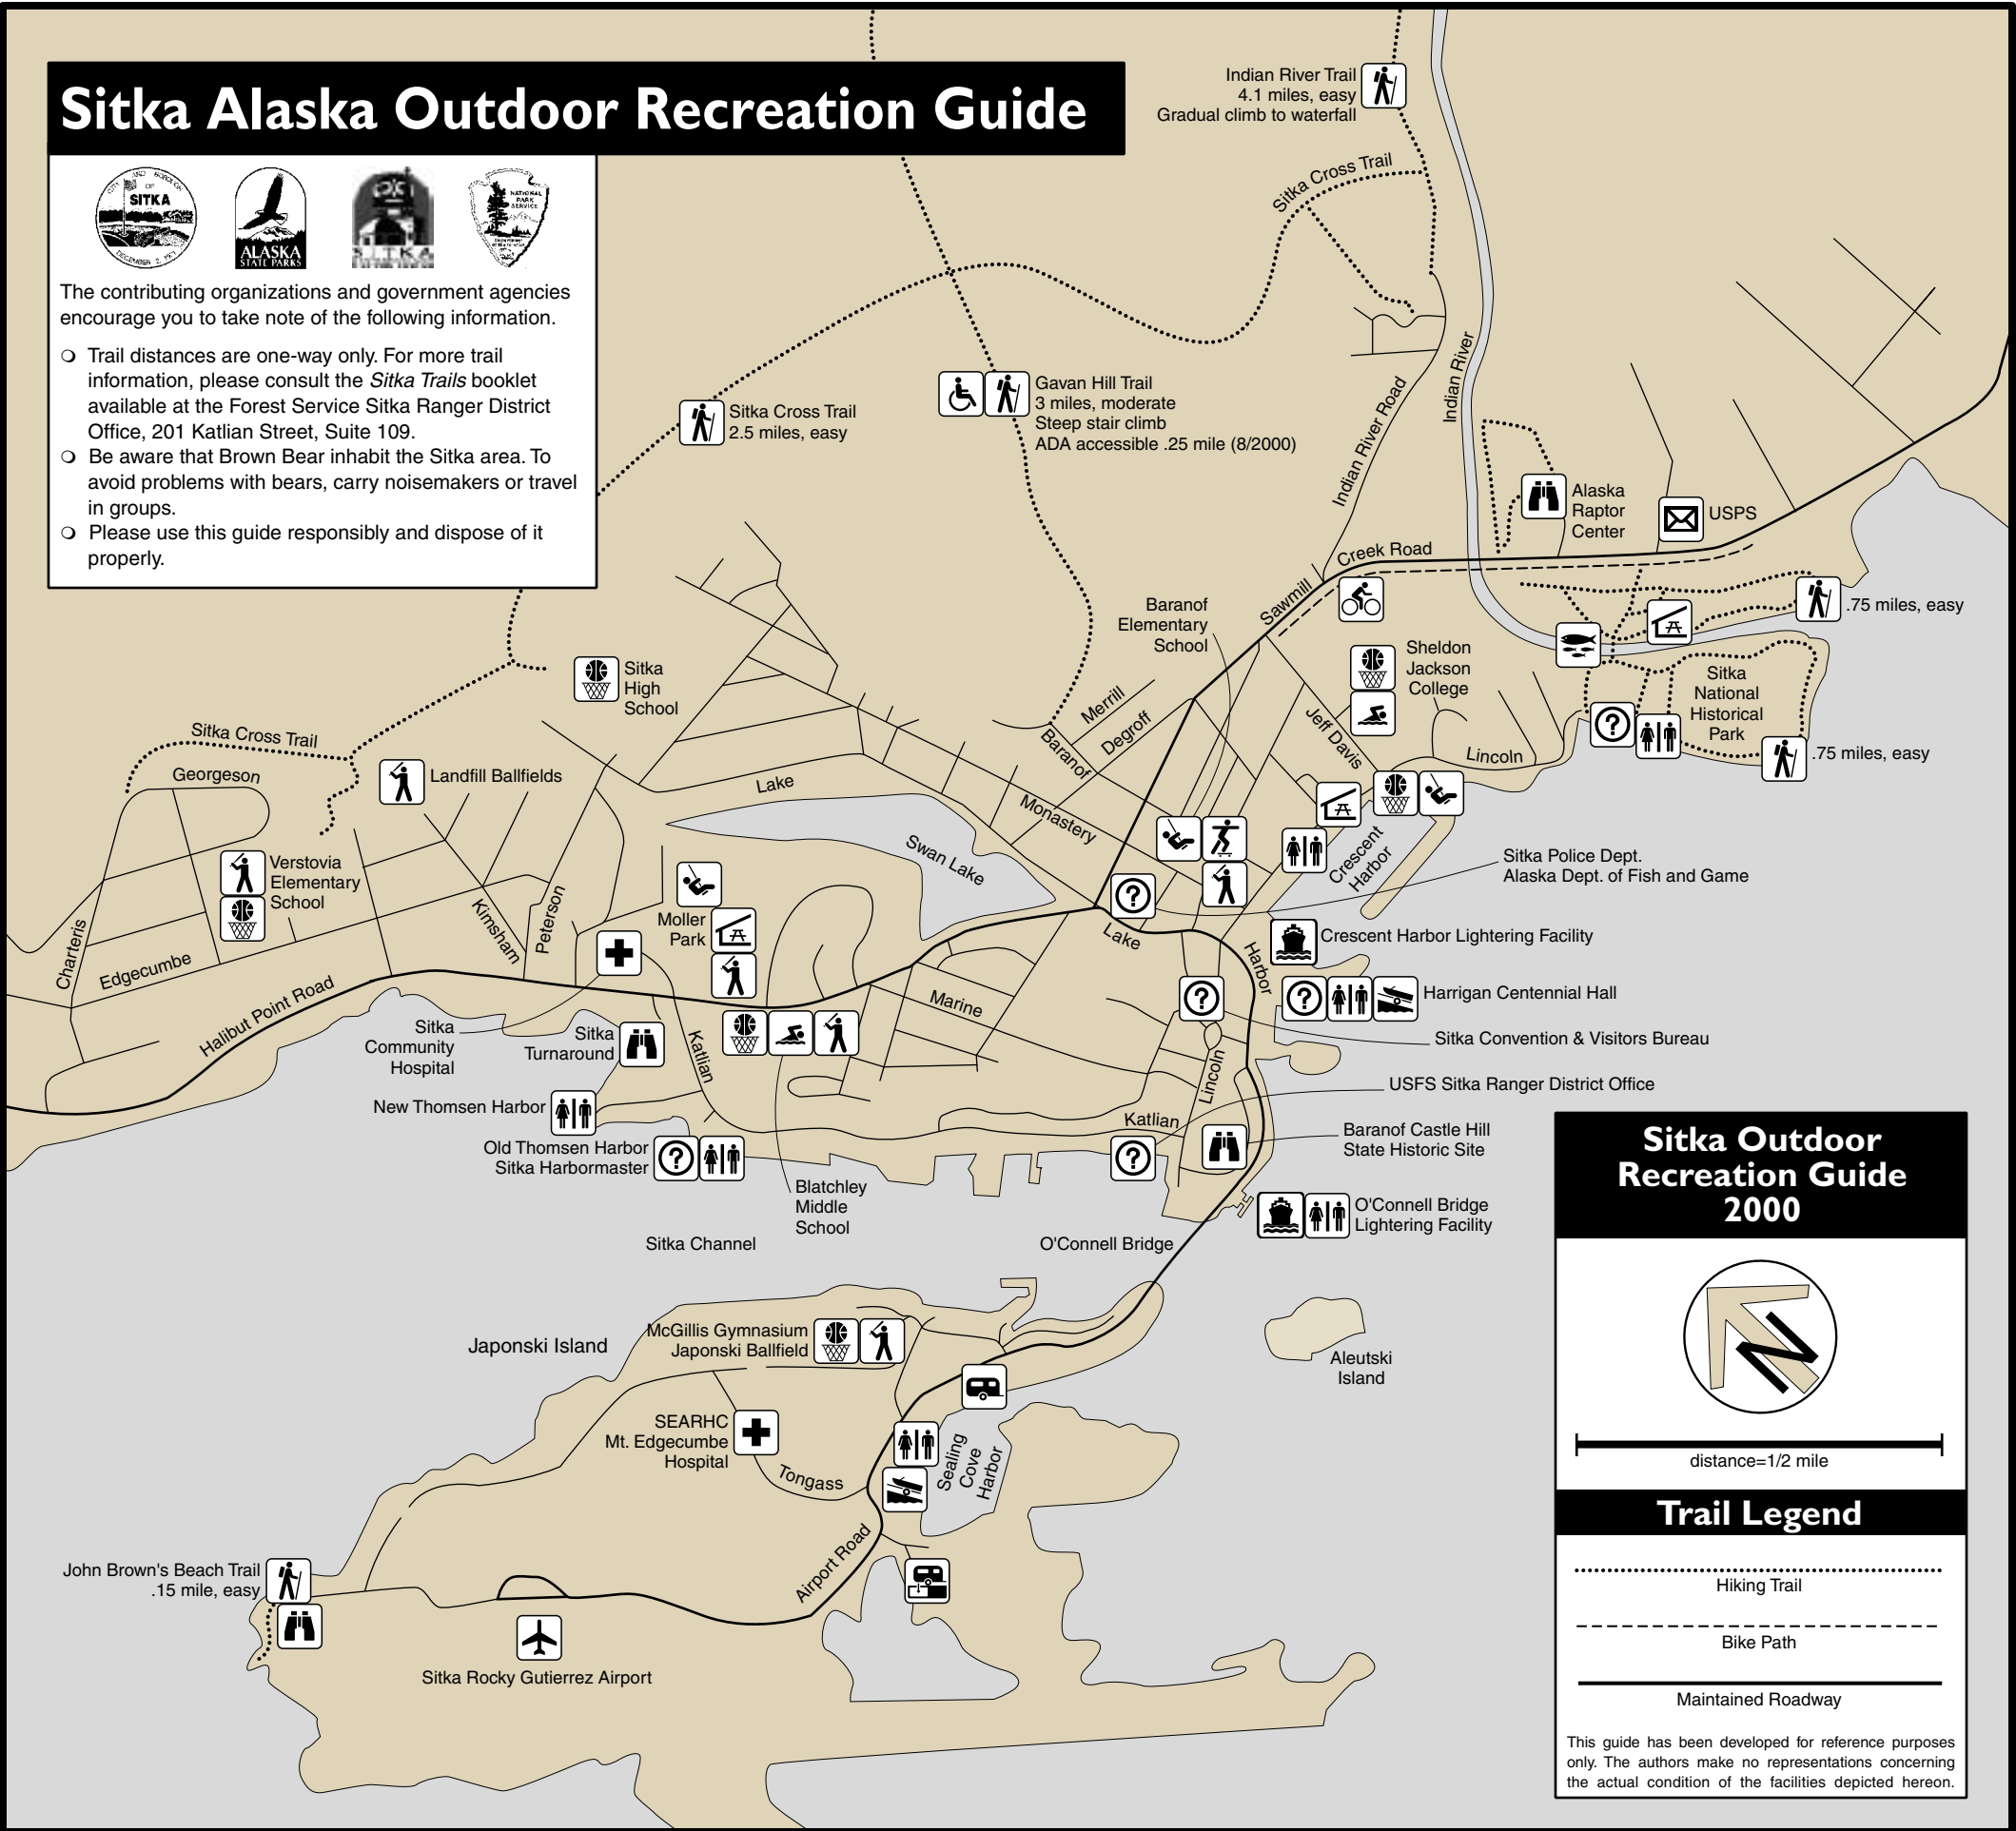 Sitka Alaska Outdoor Recreation Guide
CITY AND BOROUGH
OF
SITKA
DECEMBER 2, 1971
ALASKA
STATE PARKS
SITKA
NATIONAL
PARK
SERVICE
The contributing organizations and government agencies
encourage you to take note of the following information.
Trail distances are one-way only. For more trail
information, please consult the Sitka Trails booklet
available at the Forest Service Sitka Ranger District
Office, 201 Katlian Street, Suite 109.
Be aware that Brown Bear inhabit the Sitka area. To
avoid problems with bears, carry noisemakers or travel
in groups.
Please use this guide responsibly and dispose of it
properly.
Indian River Trail
4.1 miles, easy
Gradual climb to waterfall
Sitka Cross Trail
Indian River
Indian River Road
Gavan Hill Trail
3 miles, moderate
Steep stair climb
ADA accessible .25 mile (8/2000)
Sitka Cross Trail
2.5 miles, easy
Alaska
Raptor
Center
USPS
Sawmill
Creek Road
.75 miles, easy
Baranof
Elementary
School
Sheldon
Jackson
College
Sitka
National
Historical
Park
.75 miles, easy
Sitka
High
School
Merrill
Degroff
Baranof
Jeff Davis
Lincoln
Sitka Cross Trail
Georgeson
Landfill Ballfields
Lake
Monastery
Swan Lake
Crescent
Harbor
Verstovia
Elementary
School
Kimsham
Peterson
Moller
Park
Sitka Police Dept.
Alaska Dept. of Fish and Game
Charteris
Edgecumbe
Halibut Point Road
Lake
Harbor
Crescent Harbor Lightering Facility
Marine
Harrigan Centennial Hall
Sitka
Community
Hospital
Sitka
Turnaround
Katlian
Sitka Convention & Visitors Bureau
Lincoln
USFS Sitka Ranger District Office
New Thomsen Harbor
Katlian
Baranof Castle Hill
State Historic Site
Old Thomsen Harbor
Sitka Harbormaster
Blatchley
Middle
School
O'Connell Bridge
Lightering Facility
Sitka Channel
O'Connell Bridge
Japonski Island
McGillis Gymnasium
Japonski Ballfield
Aleutski
Island
SEARHC
Mt. Edgecumbe
Hospital
Tongass
Sealing
Cove
Harbor
Airport Road
John Brown's Beach Trail
.15 mile, easy
Sitka Rocky Gutierrez Airport
Sitka Outdoor
Recreation Guide
2000
N
distance=1/2 mile
Trail Legend
Hiking Trail
Bike Path
Maintained Roadway
This guide has been developed for reference purposes
only. The authors make no representations concerning
the actual condition of the facilities depicted hereon.